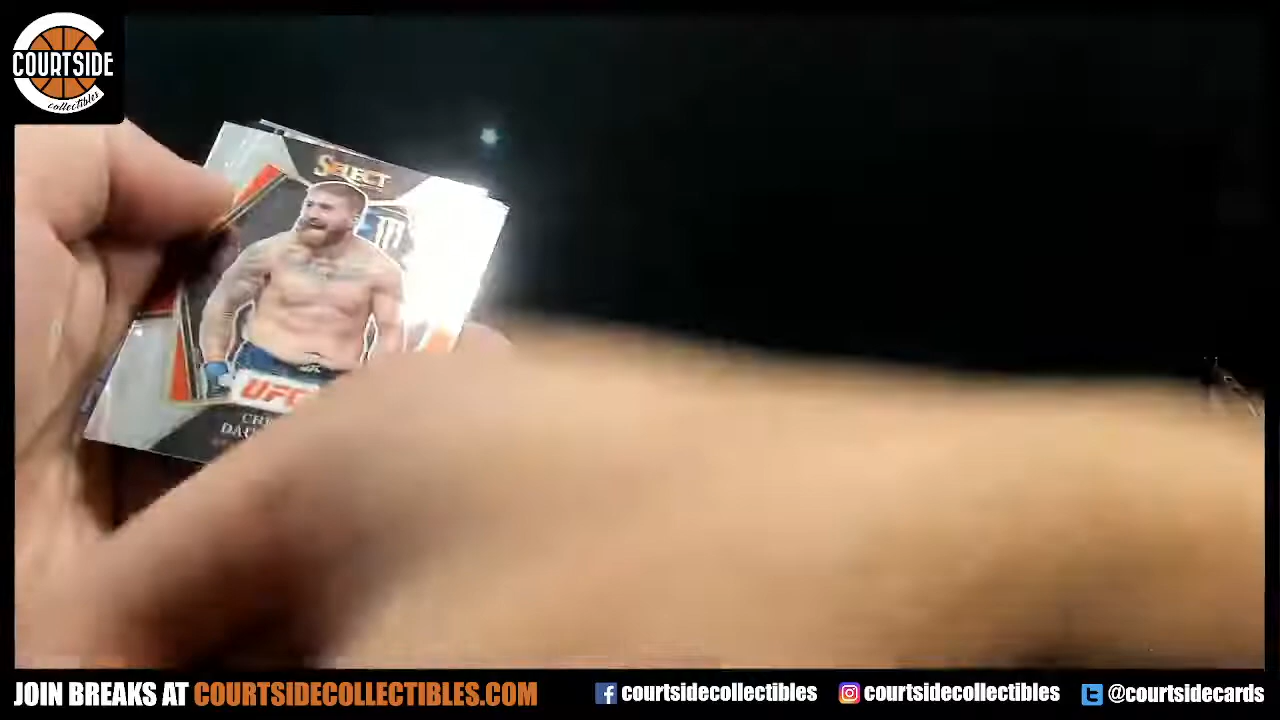 COURTSIDE
collectibles
SELECT
UFC
JOIN BREAKS AT COURTSIDECOLLECTIBLES.COM
courtsidecollectibles
courtsidecollectibles
@courtsidecards